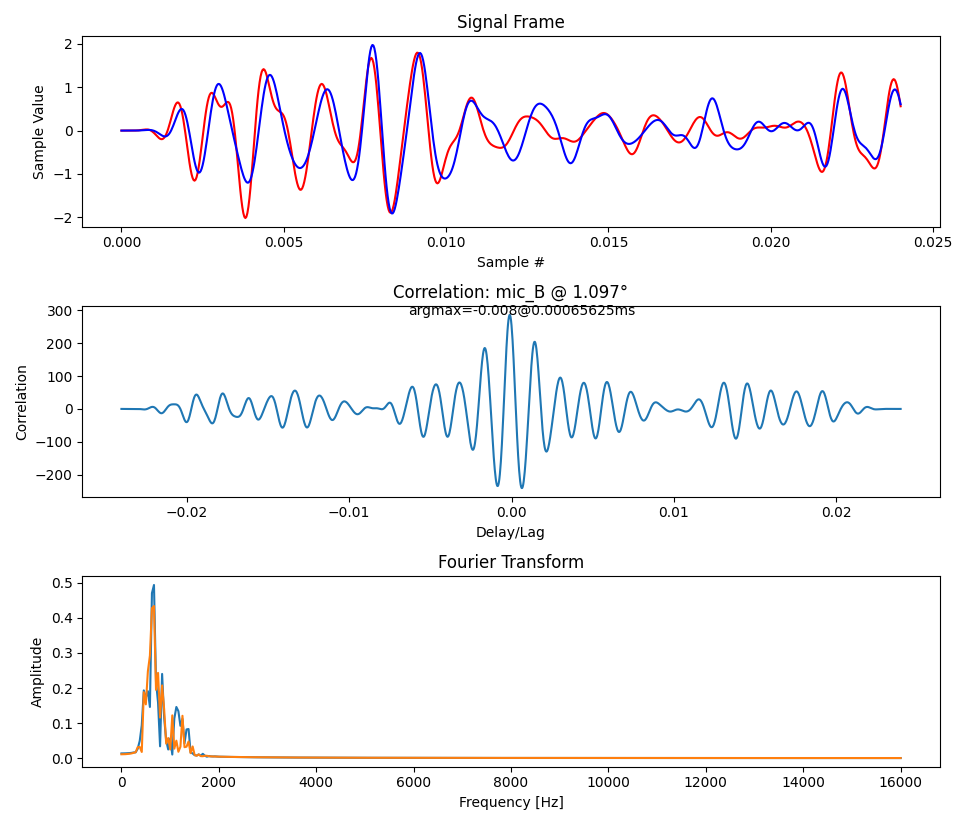 Signal Frame
2
1
0
−1
−2
Sample Value
0.000 0.005 0.010 0.015 0.020 0.025
Sample #
Correlation: mic_B @ 1.097°
argmax=-0.008@0.00065625ms
300
200
100
0
−100
−200
Correlation
−0.02 −0.01 0.00 0.01 0.02
Delay/Lag
Fourier Transform
0.5
0.4
0.3
0.2
0.1
0.0
Amplitude
0 2000 4000 6000 8000 10000 12000 14000 16000
Frequency [Hz]